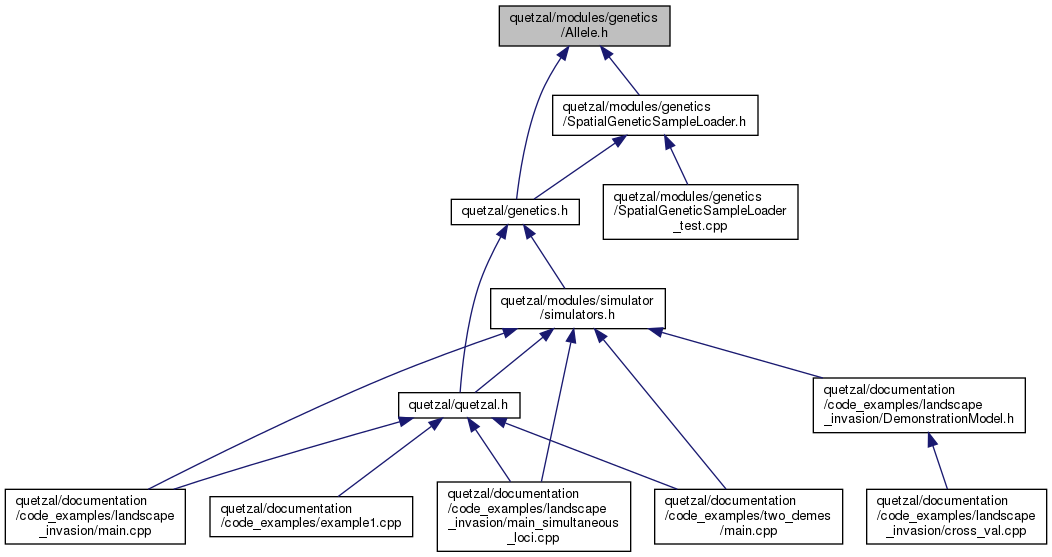 quetzal/modules/genetics
/Allele.h
quetzal/modules/genetics
/SpatialGeneticSampleLoader.h
quetzal/genetics.h
quetzal/modules/genetics
/SpatialGeneticSampleLoader
_test.cpp
quetzal/modules/simulator
/simulators.h
quetzal/quetzal.h
quetzal/documentation
/code_examples/landscape
_invasion/DemonstrationModel.h
quetzal/documentation
/code_examples/landscape
_invasion/main.cpp
quetzal/documentation
/code_examples/example1.cpp
quetzal/documentation
/code_examples/landscape
_invasion/main_simultaneous
_loci.cpp
quetzal/documentation
/code_examples/two_demes
/main.cpp
quetzal/documentation
/code_examples/landscape
_invasion/cross_val.cpp